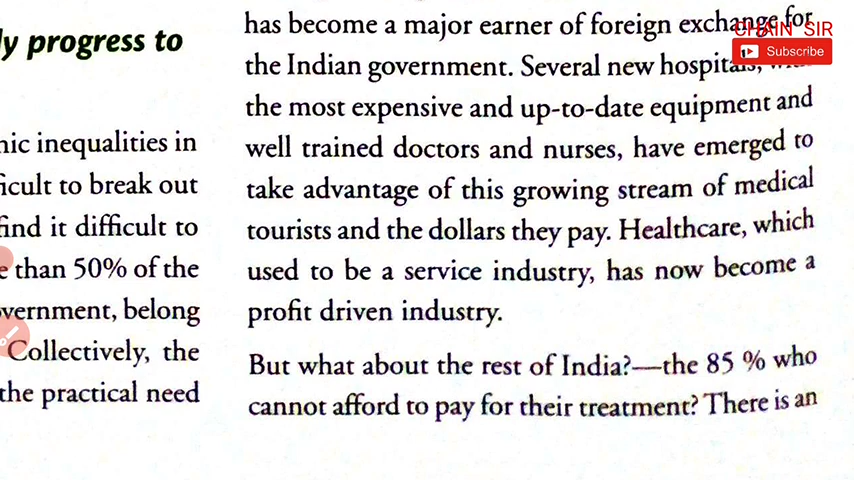 ly progress to
nic inequalities in
ficult to break out
find it difficult to
e than 50% of the
vernment, belong
Collectively, the
the practical need
has become a major earner of foreign exchange for
the Indian government. Several new hospitals,
the most expensive and up-to-date equipment and
well trained doctors and nurses, have emerged to
take advantage of this growing stream of medical
tourists and the dollars they pay. Healthcare, which
used to be a service industry, has now become a
profit driven industry.
But what about the rest of India?—the 85 % who
cannot afford to pay for their treatment? There is an
CHAIN SIR
Subscribe